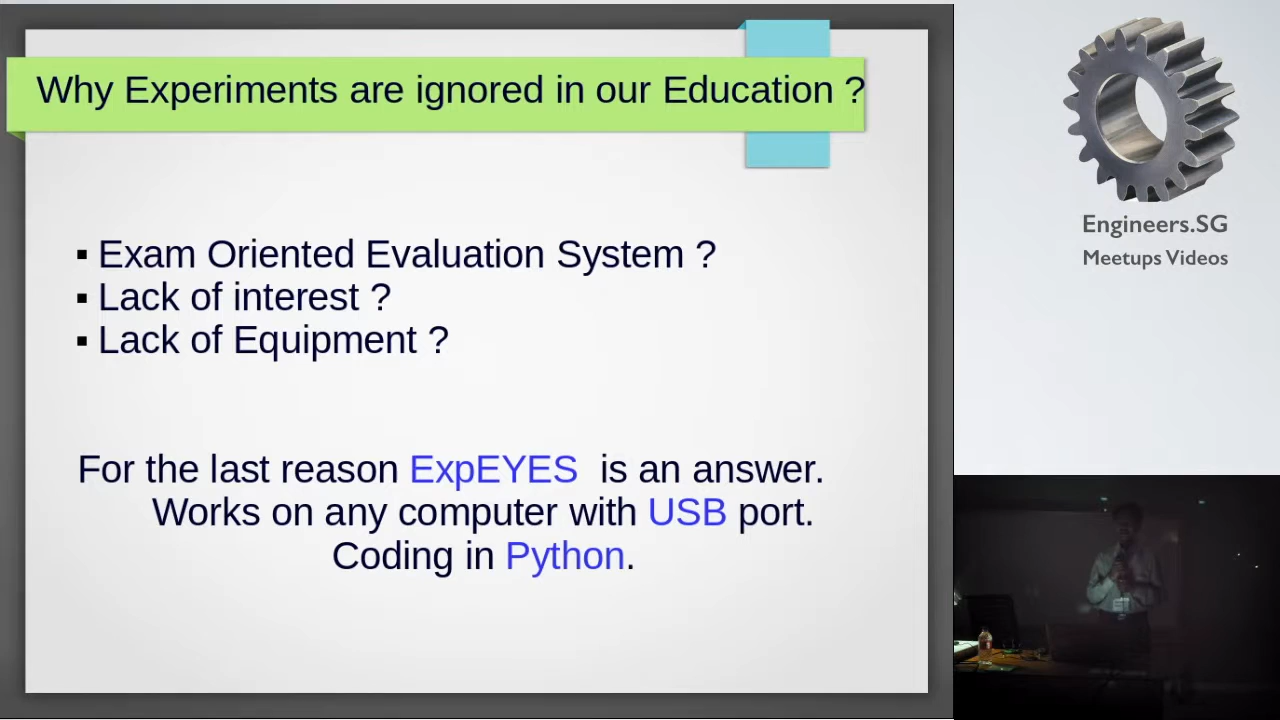 Why Experiments are ignored in our Education ?
▪ Exam Oriented Evaluation System ?
▪ Lack of interest ?
▪ Lack of Equipment ?
For the last reason ExpEYES is an answer.
Works on any computer with USB port.
Coding in Python.
Engineers.SG
Meetups Videos